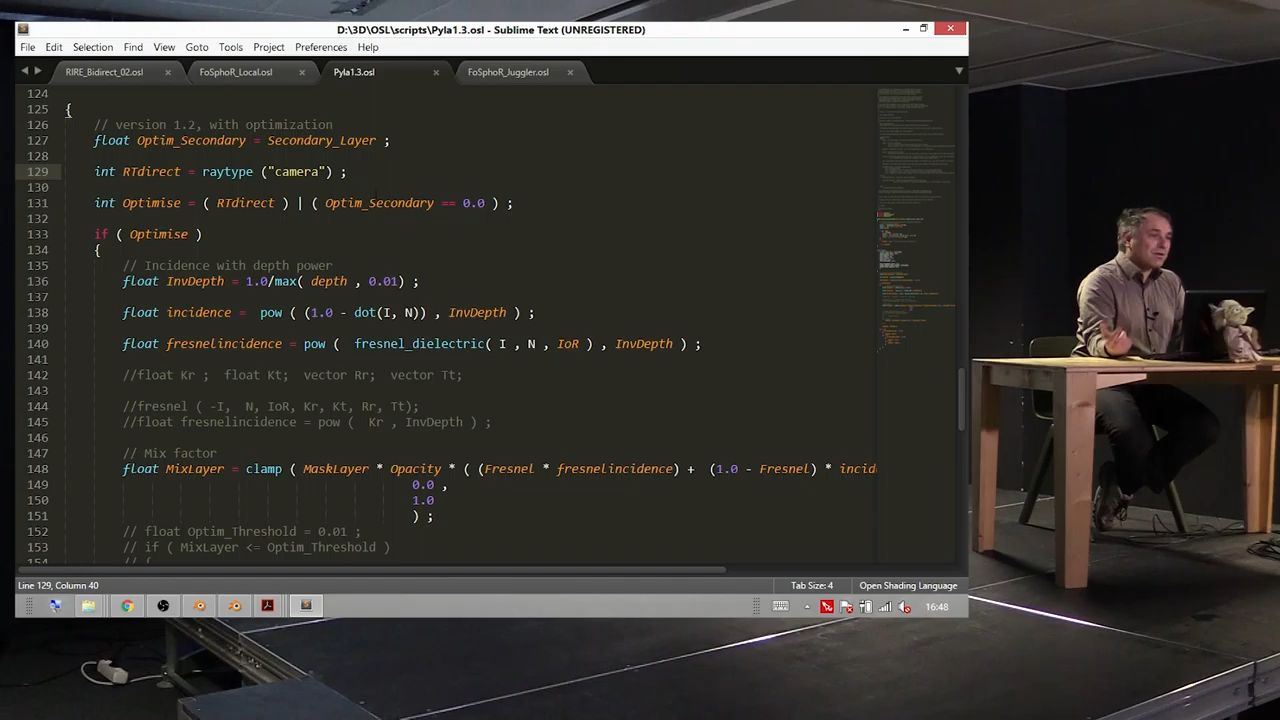 D:\3D\OSL\scripts\Pyla1.3.osl - Sublime Text (UNREGISTERED)
File Edit Selection Find View Goto Tools Project Preferences Help
RIRE_Bidirect_02.osl FoSphoR_Local.osl Pyla1.3.osl FoSphoR_Juggler.osl
124
125 {
126 // version 1.2, with optimization
127 float Optim_Secondary = Secondary_Layer ;
128
129 int RTdirect = raytype ("camera") ;
130
131 int Optimise = ( RTdirect ) | ( Optim_Secondary == 0.0 ) ;
132
133 if ( Optimise )
134 {
135 // Incidence with depth power
136 float InvDepth = 1.0/max( depth , 0.01) ;
137
138 float incidence = pow ( (1.0 - dot(I, N)) , InvDepth ) ;
139
140 float fresnelincidence = pow ( fresnel_dielectric( I , N , IoR ) , InvDepth ) ;
141
142 //float Kr ; float Kt; vector Rr; vector Tt;
143
144 //fresnel ( -I, N, IoR, Kr, Kt, Rr, Tt);
145 //float fresnelincidence = pow ( Kr , InvDepth ) ;
146
147 // Mix factor
148 float MixLayer = clamp ( MaskLayer * Opacity * ( (Fresnel * fresnelincidence) + (1.0 - Fresnel) * incid
149 0.0 ,
150 1.0
151 ) ;
152 // float Optim_Threshold = 0.01 ;
153 // if ( MixLayer <= Optim_Threshold )
154 // {
Line 129, Column 40 Tab Size: 4 Open Shading Language
16:48